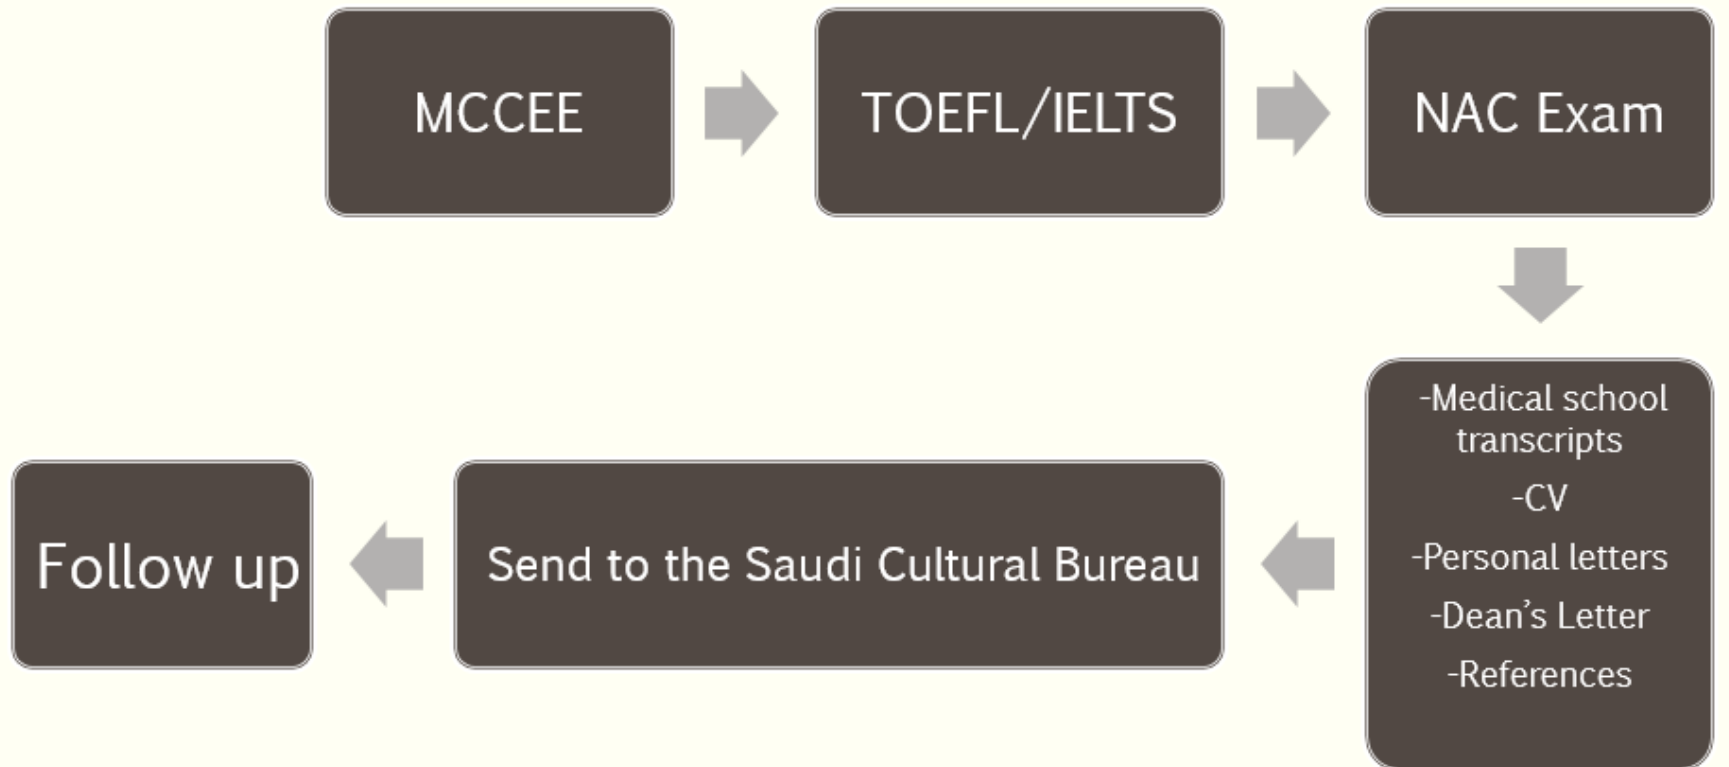 MCCEE
TOEFL/IELTS
NAC Exam
-Medical school
transcripts
-CV
-Personal letters
-Dean’s Letter
-References
Send to the Saudi Cultural Bureau
Follow up